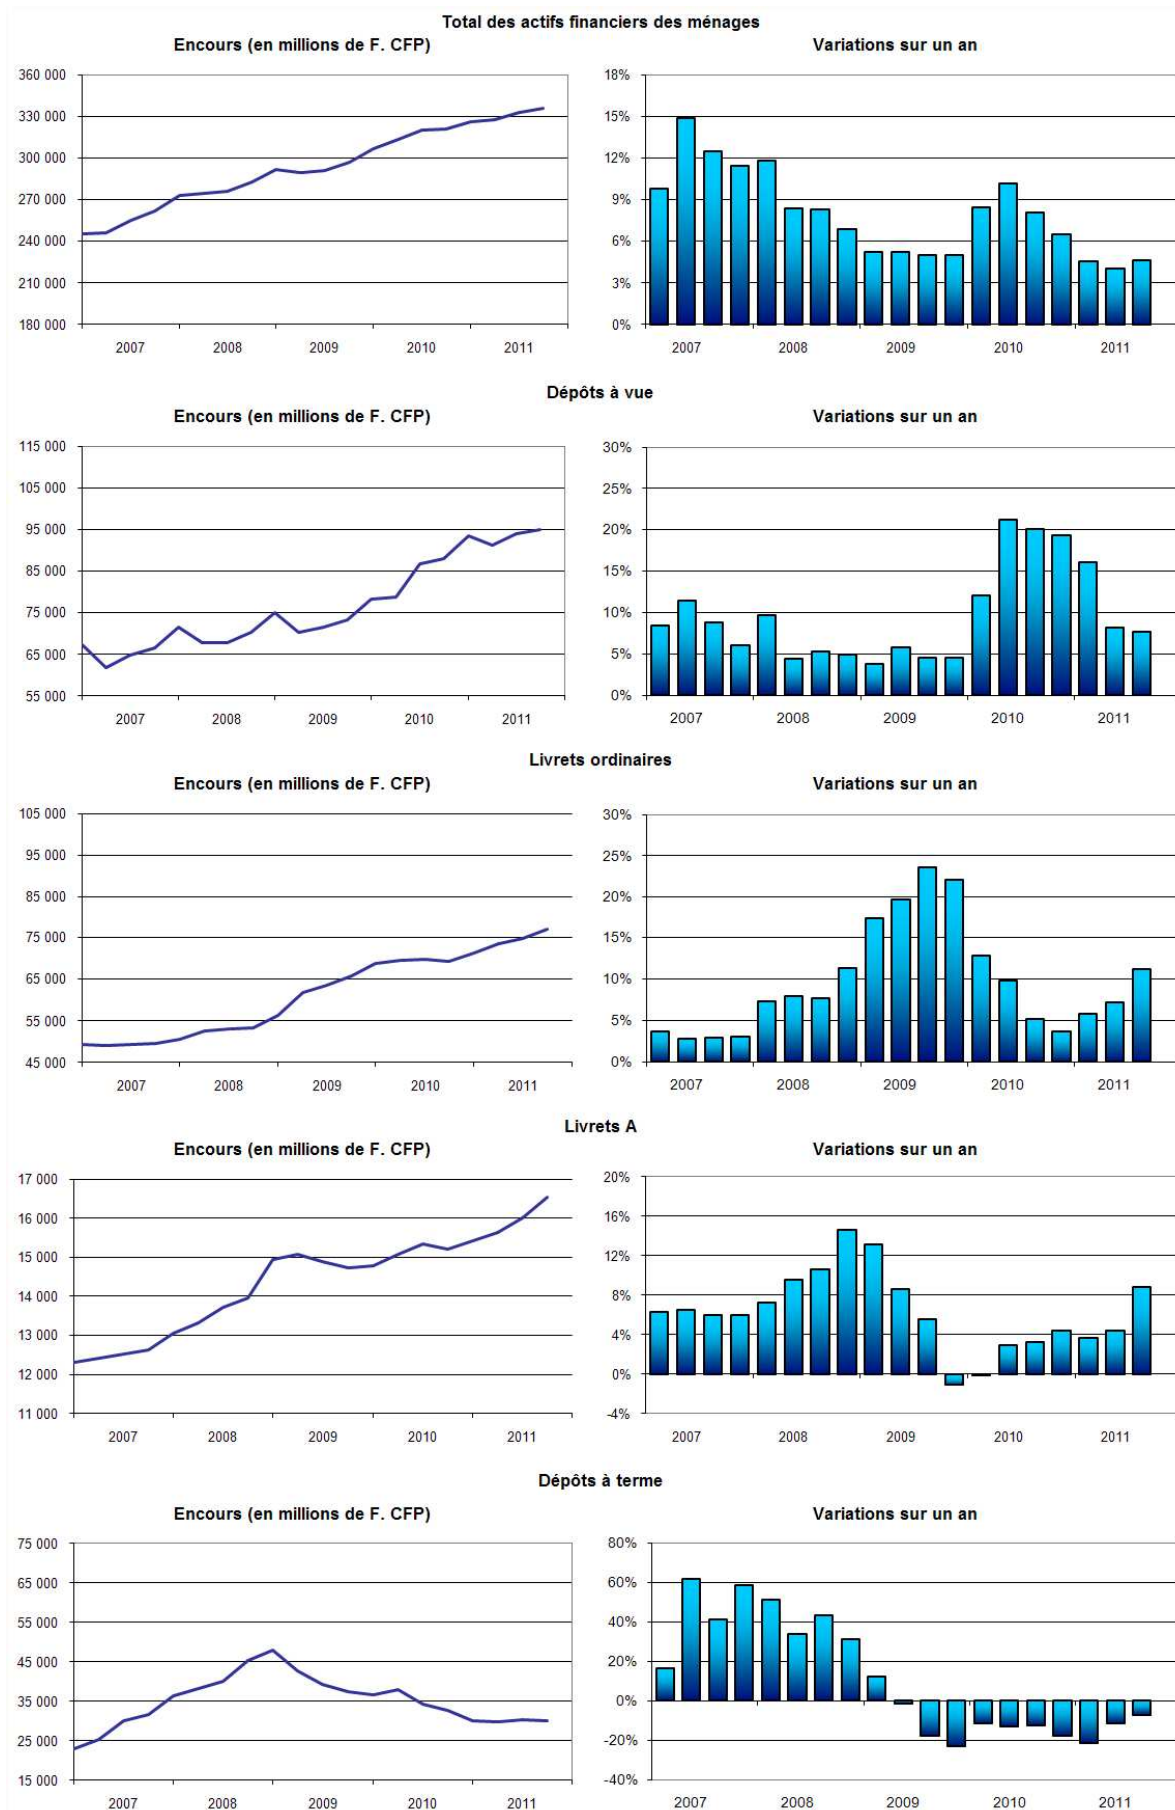 Total des actifs financiers des ménages
Encours (en millions de F. CFP)
Variations sur un an
360 000
330 000
300 000
270 000
240 000
210 000
180 000
2007 2008 2009 2010 2011
18%
15%
12%
9%
6%
3%
0%
2007 2008 2009 2010 2011
Dépôts à vue
Encours (en millions de F. CFP)
Variations sur un an
115 000
105 000
95 000
85 000
75 000
65 000
55 000
2007 2008 2009 2010 2011
30%
25%
20%
15%
10%
5%
0%
2007 2008 2009 2010 2011
Livrets ordinaires
Encours (en millions de F. CFP)
Variations sur un an
105 000
95 000
85 000
75 000
65 000
55 000
45 000
2007 2008 2009 2010 2011
30%
25%
20%
15%
10%
5%
0%
2007 2008 2009 2010 2011
Livrets A
Encours (en millions de F. CFP)
Variations sur un an
17 000
16 000
15 000
14 000
13 000
12 000
11 000
2007 2008 2009 2010 2011
20%
16%
12%
8%
4%
0%
-4%
2007 2008 2009 2010 2011
Dépôts à terme
Encours (en millions de F. CFP)
Variations sur un an
75 000
65 000
55 000
45 000
35 000
25 000
15 000
2007 2008 2009 2010 2011
80%
60%
40%
20%
0%
-20%
-40%
2007 2008 2009 2010 2011